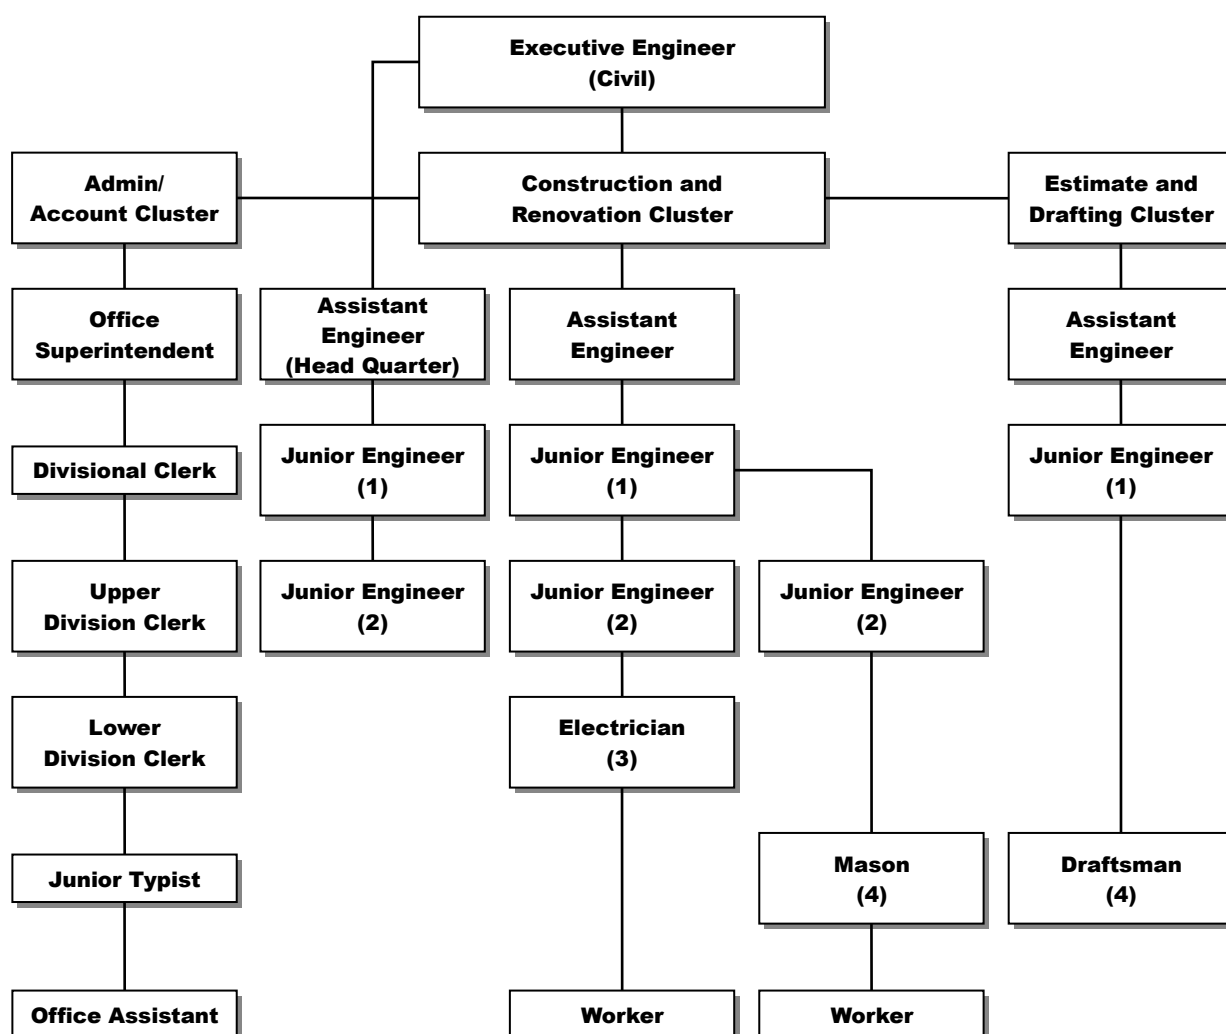 Executive Engineer
(Civil)
Admin/
Account Cluster
Construction and
Renovation Cluster
Estimate and
Drafting Cluster
Office
Superintendent
Assistant
Engineer
(Head Quarter)
Assistant
Engineer
Assistant
Engineer
Divisional Clerk
Junior Engineer
(1)
Junior Engineer
(1)
Junior Engineer
(1)
Upper
Division Clerk
Junior Engineer
(2)
Junior Engineer
(2)
Junior Engineer
(2)
Lower
Division Clerk
Electrician
(3)
Junior Typist
Mason
(4)
Draftsman
(4)
Office Assistant
Worker
Worker